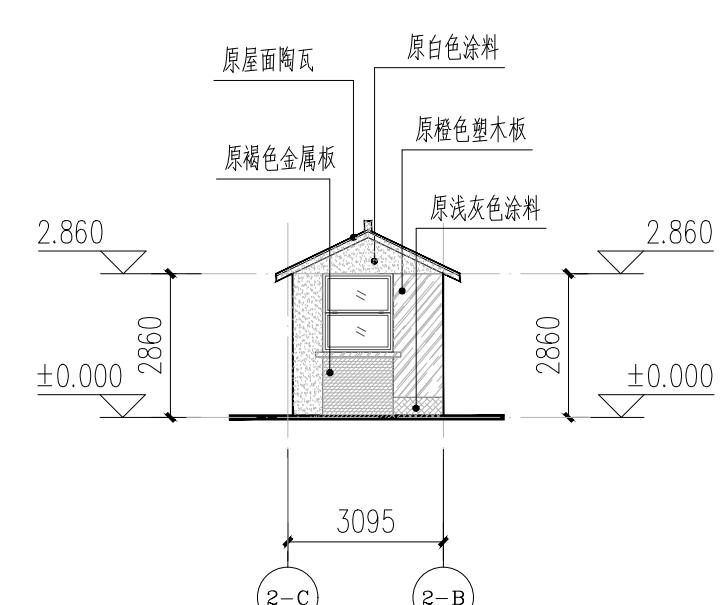 原屋面陶瓦
原白色涂料
原橙色塑木板
原褐色金属板
原浅灰色涂料
2.860
2.860
2860
2860
±0.000
±0.000
3095
2-C
2-B